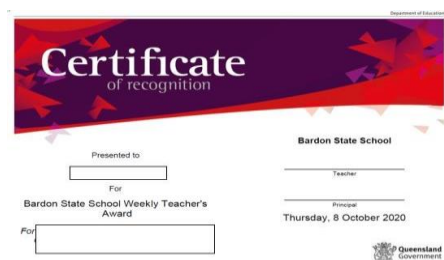 Department of Education
Certificate
of recognition
Bardon State School
Presented to
Teacher
For
Bardon State School Weekly Teacher's
Award
Principal
Thursday, 8 October 2020
For
Queensland
Government